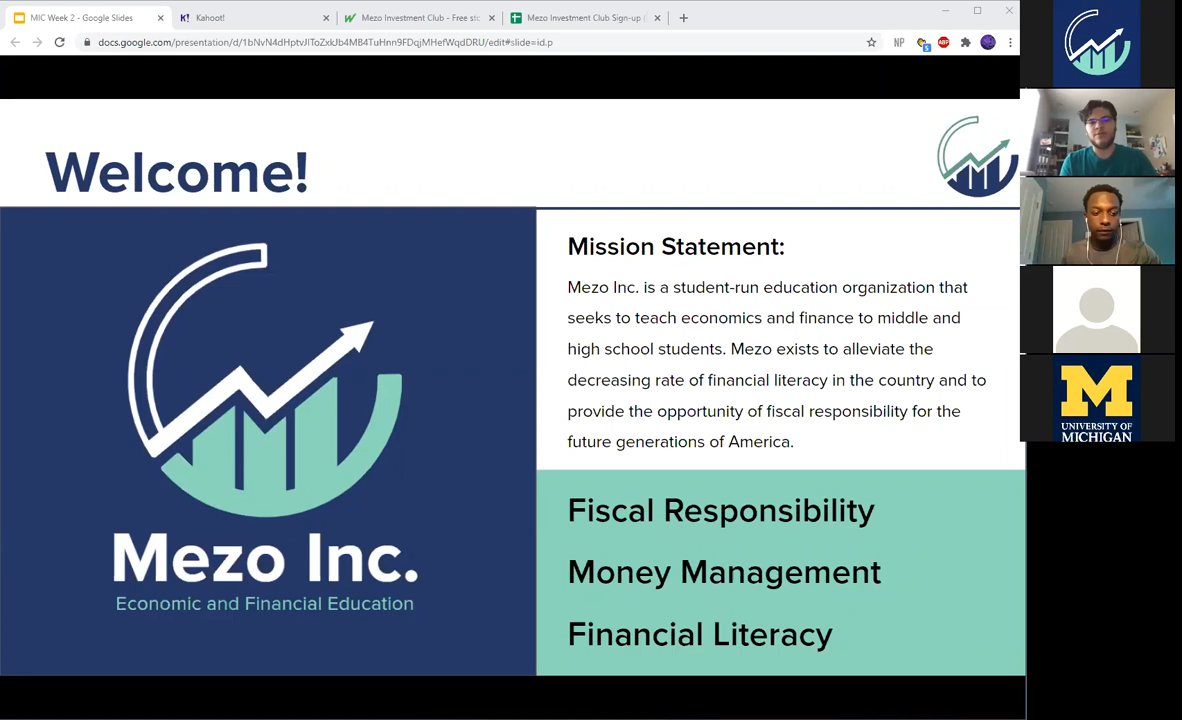 MIC Week 2 - Google Slides
Kahoot!
Mezo Investment Club - Free sto
Mezo Investment Club Sign-up (
docs.google.com/presentation/d/1bNvN4dHptvJIToZxkJb4MB4TuHnn9FDqjMHefWqdDRU/edit#slide=id.p
NP
5
ABP
Welcome!
Mission Statement:
Mezo Inc. is a student-run education organization that
seeks to teach economics and finance to middle and
high school students. Mezo exists to alleviate the
decreasing rate of financial literacy in the country and to
provide the opportunity of fiscal responsibility for the
future generations of America.
Fiscal Responsibility
Money Management
Financial Literacy
Mezo Inc.
Economic and Financial Education
M
UNIVERSITY OF
MICHIGAN